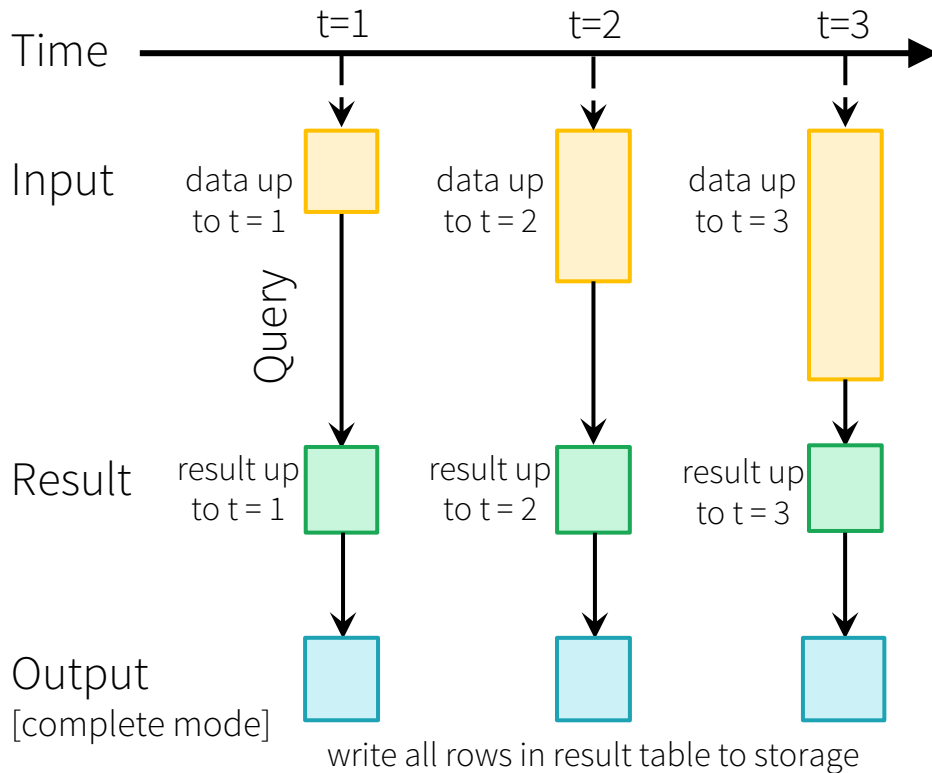 t=1 t=2 t=3
Time
Input
data up
to t = 1
data up
to t = 2
data up
to t = 3
Query
Result
result up
to t = 1
result up
to t = 2
result up
to t = 3
Output
[complete mode]
write all rows in result table to storage